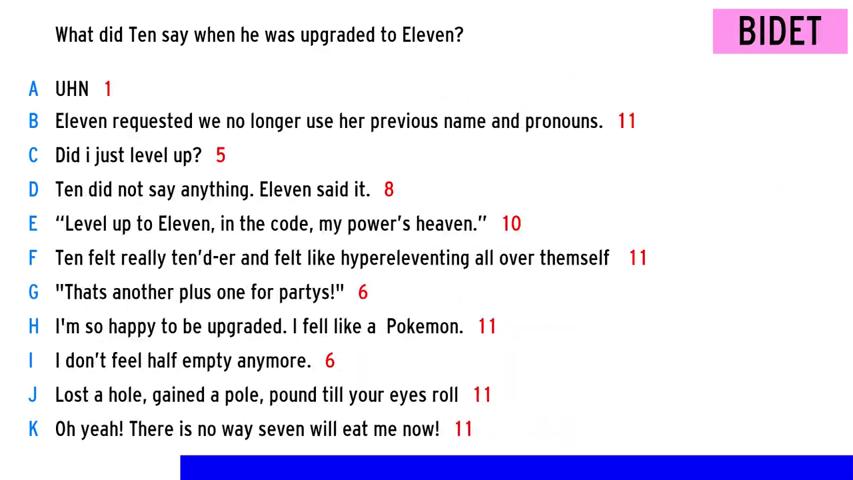 What did Ten say when he was upgraded to Eleven?
BIDET
A UHN 1
B Eleven requested we no longer use her previous name and pronouns. 11
C Did i just level up? 5
D Ten did not say anything. Eleven said it. 8
E “Level up to Eleven, in the code, my power’s heaven.” 10
F Ten felt really ten’d-er and felt like hypereleventing all over themself 11
G "Thats another plus one for partys!" 6
H I'm so happy to be upgraded. I fell like a Pokemon. 11
I I don’t feel half empty anymore. 6
J Lost a hole, gained a pole, pound till your eyes roll 11
K Oh yeah! There is no way seven will eat me now! 11